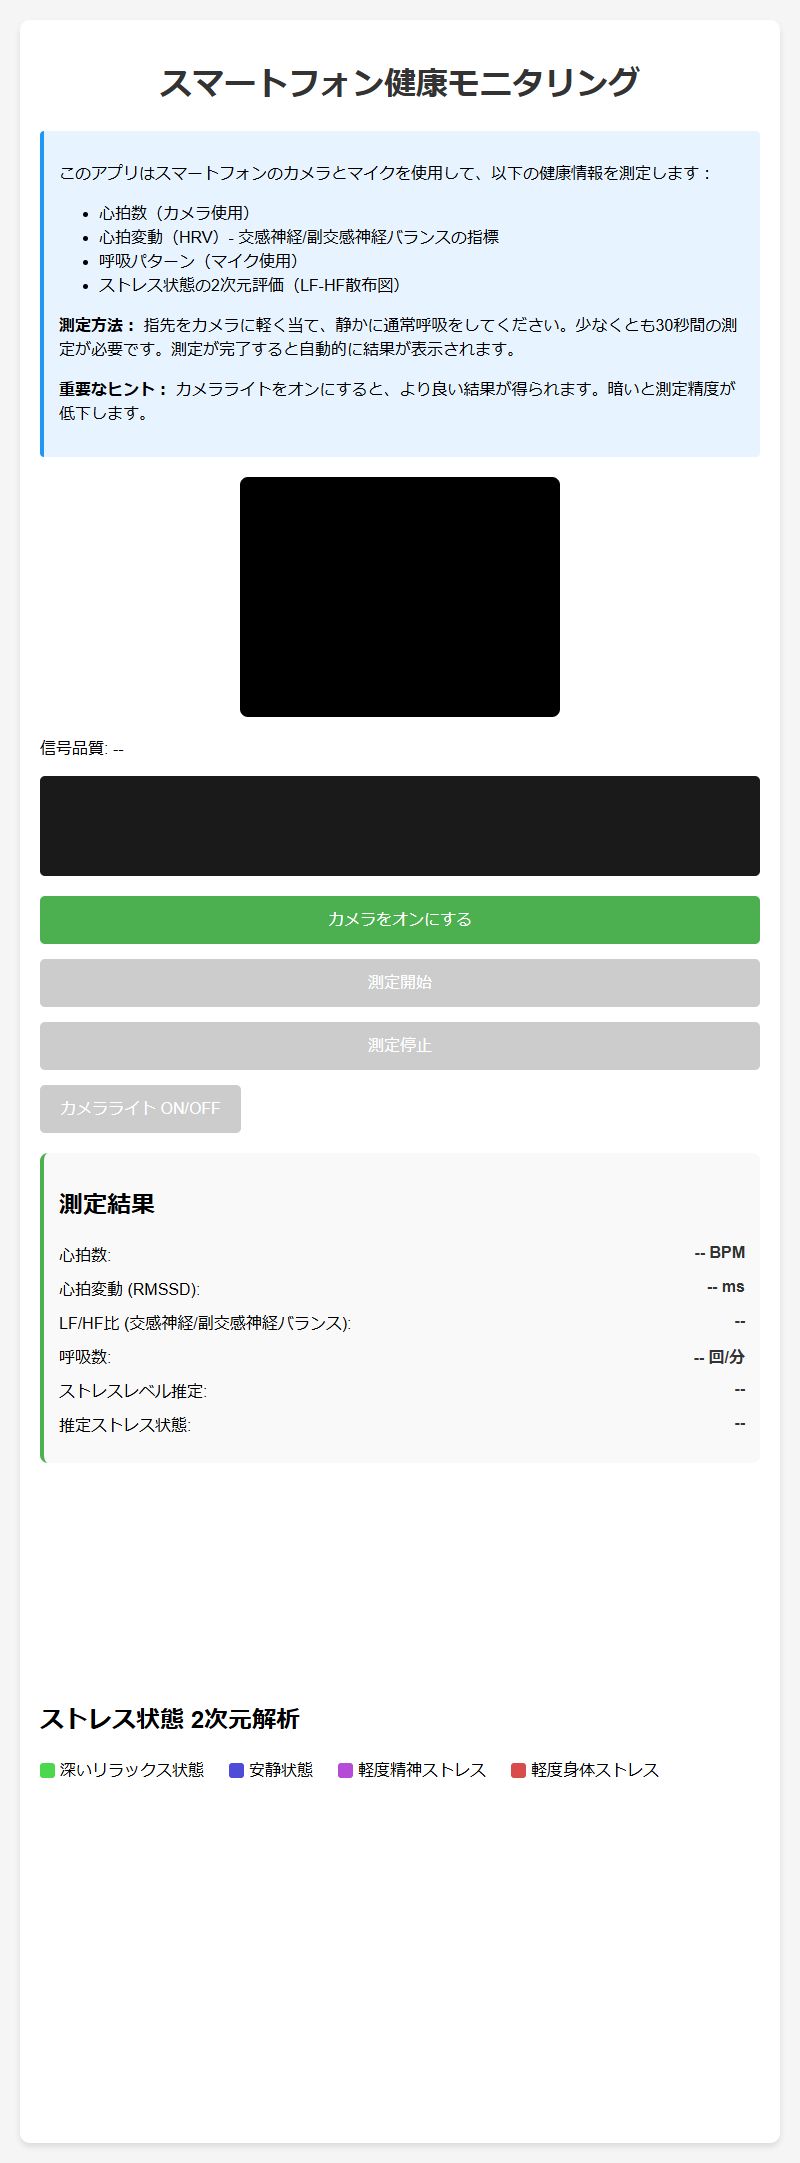 スマートフォン健康モニタリング
このアプリはスマートフォンのカメラとマイクを使用して、以下の健康情報を測定します：
• 心拍数（カメラ使用）
• 心拍変動（HRV）- 交感神経/副交感神経バランスの指標
• 呼吸パターン（マイク使用）
• ストレス状態の2次元評価（LF-HF散布図）
測定方法： 指先をカメラに軽く当て、静かに通常呼吸をしてください。少なくとも30秒間の測
定が必要です。測定が完了すると自動的に結果が表示されます。
重要なヒント： カメラライトをオンにすると、より良い結果が得られます。暗いと測定精度が
低下します。
信号品質: --
カメラをオンにする
測定開始
測定停止
カメラライト ON/OFF
測定結果
心拍数: -- BPM
心拍変動 (RMSSD): -- ms
LF/HF比 (交感神経/副交感神経バランス): --
呼吸数: -- 回/分
ストレスレベル推定: --
推定ストレス状態: --
ストレス状態 2次元解析
深いリラックス状態 安静状態 軽度精神ストレス 軽度身体ストレス